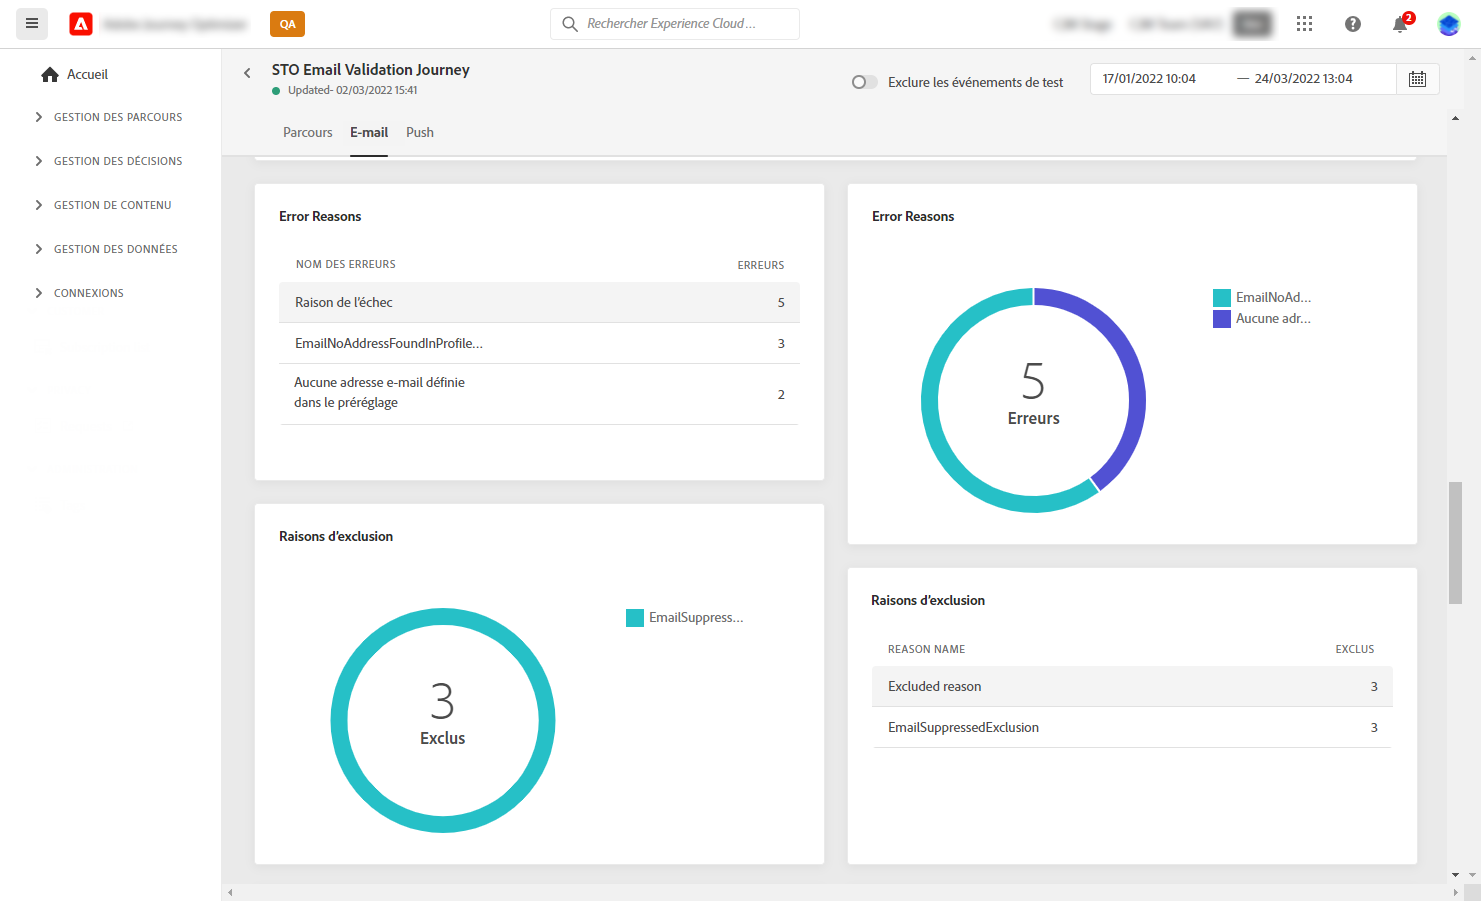 QA
Rechercher Experience Cloud ...
2
Accueil
GESTION DES PARCOURS
GESTION DES DÉCISIONS
GESTION DE CONTENU
GESTION DES DONNÉES
CONNEXIONS
STO Email Validation Journey
Updated- 02/03/2022 15:41
Exclure les événements de test
17/01/2022 10:04 — 24/03/2022 13:04
Parcours E-mail Push
Error Reasons
NOM DES ERREURS ERREURS
Raison de l'échec 5
EmailNoAddressFoundInProfile... 3
Aucune adresse e-mail définie
dans le préréglage 2
Error Reasons
EmailNoAd...
Aucune adr...
5
Erreurs
Raisons d'exclusion
EmailSuppress...
3
Exclus
Raisons d'exclusion
REASON NAME EXCLUS
Excluded reason 3
EmailSuppressedExclusion 3